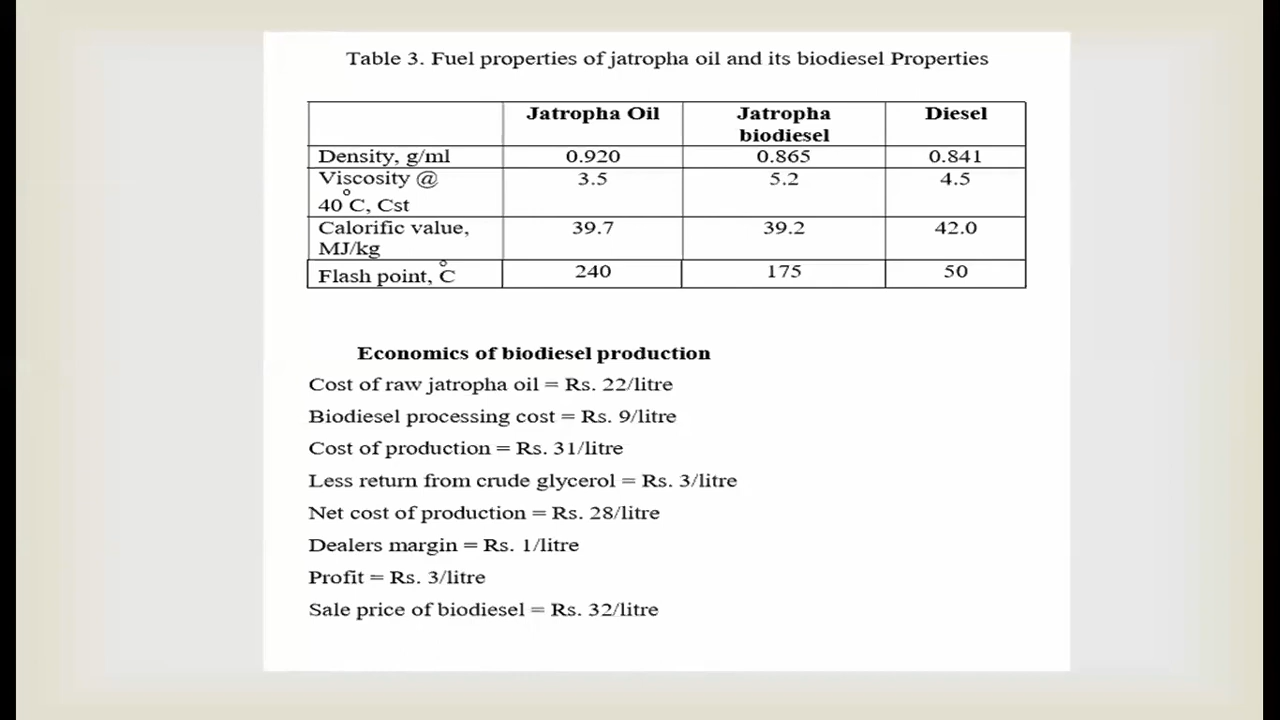 Table 3. Fuel properties of jatropha oil and its biodiesel Properties
Jatropha Oil Jatropha biodiesel Diesel
Density, g/ml 0.920 0.865 0.841
Viscosity @ 40°C, Cst 3.5 5.2 4.5
Calorific value, MJ/kg 39.7 39.2 42.0
Flash point, °C 240 175 50
Economics of biodiesel production
Cost of raw jatropha oil = Rs. 22/litre
Biodiesel processing cost = Rs. 9/litre
Cost of production = Rs. 31/litre
Less return from crude glycerol = Rs. 3/litre
Net cost of production = Rs. 28/litre
Dealers margin = Rs. 1/litre
Profit = Rs. 3/litre
Sale price of biodiesel = Rs. 32/litre